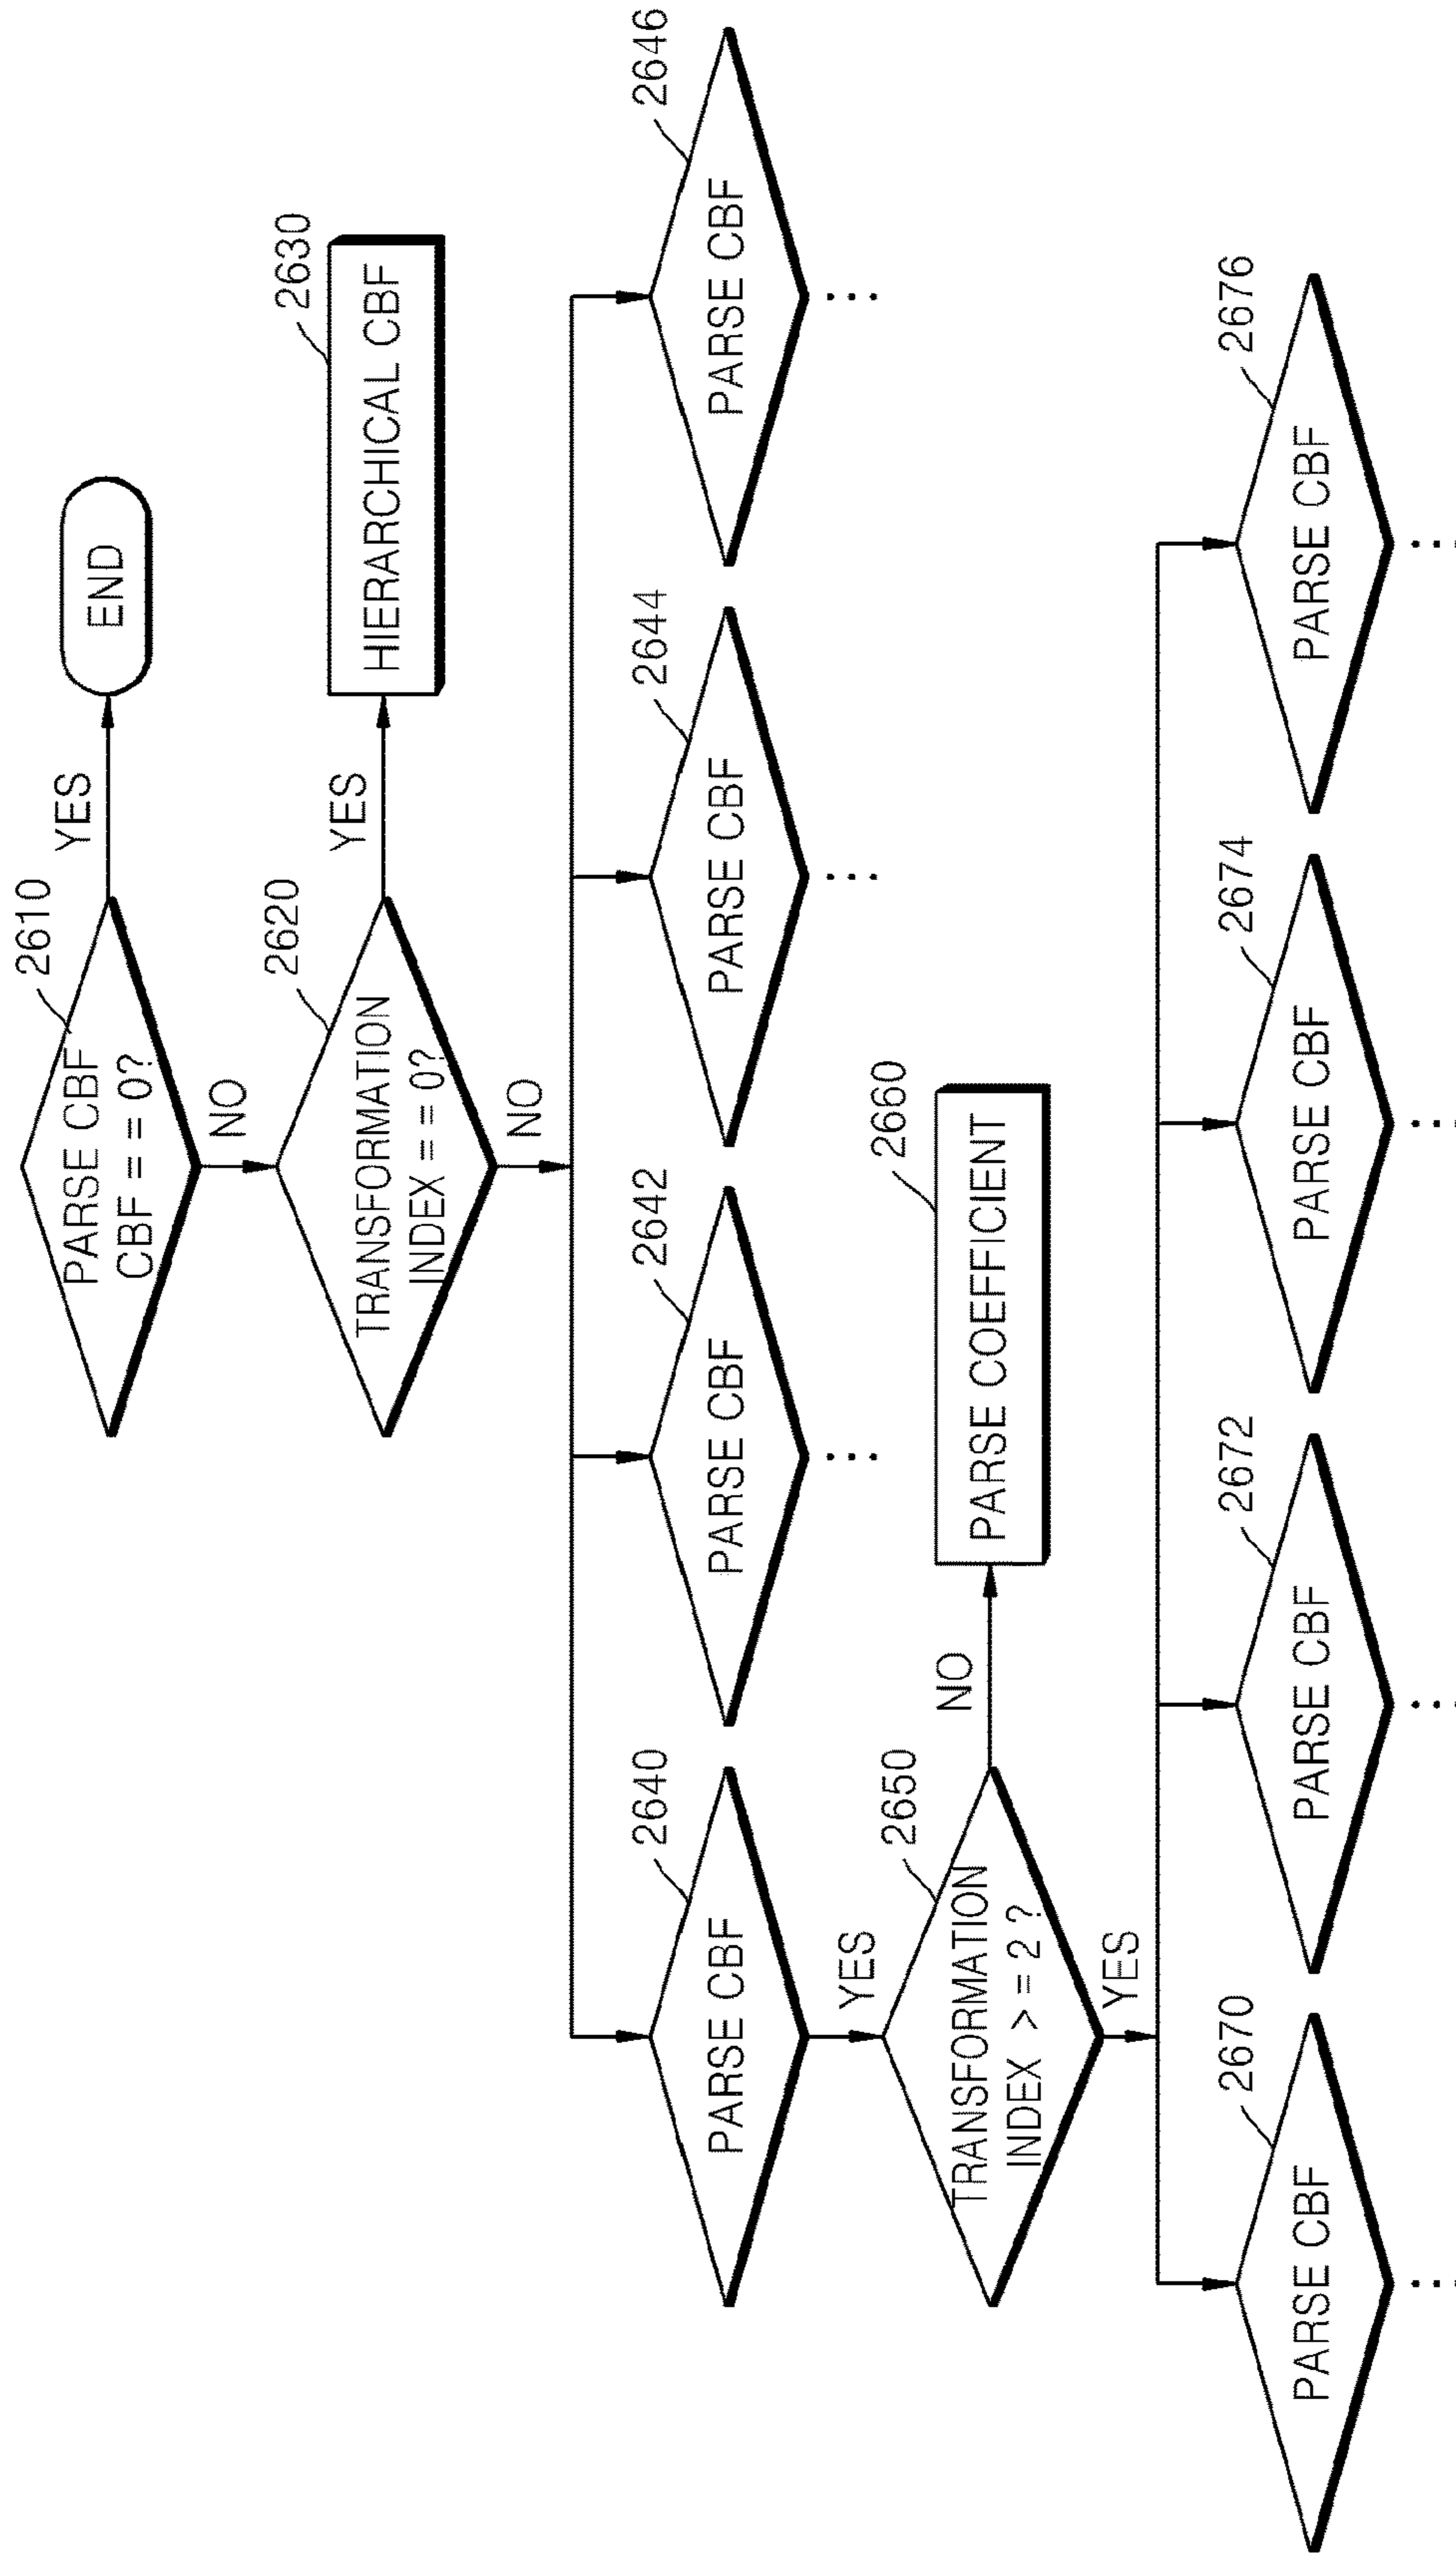 2610
PARSE CBF
CBF = = 0?
YES
END
NO
2620
TRANSFORMATION
INDEX = = 0?
YES
2630
HIERARCHICAL CBF
NO
2640
PARSE CBF
2642
PARSE CBF
2644
PARSE CBF
2646
PARSE CBF
...
...
...
YES
2650
TRANSFORMATION
INDEX > = 2 ?
NO
2660
PARSE COEFFICIENT
YES
2670
PARSE CBF
2672
PARSE CBF
2674
PARSE CBF
2676
PARSE CBF
...
...
...
...